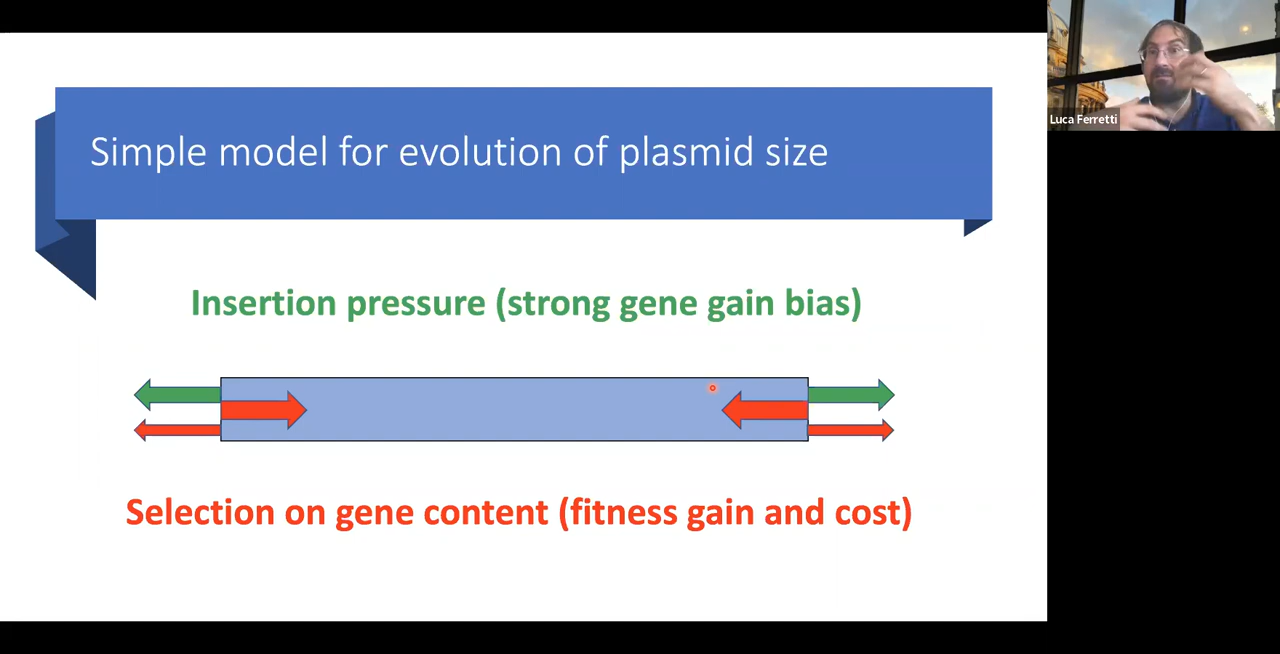 Simple model for evolution of plasmid size
Luca Ferretti
Insertion pressure (strong gene gain bias)
Selection on gene content (fitness gain and cost)